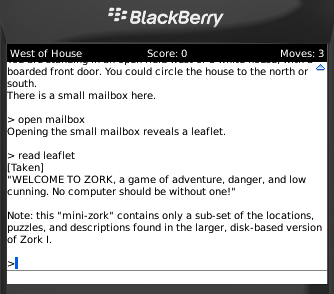 BlackBerry
West of House Score: 0 Moves: 3
boarded front door. You could circle the house to the north or
south.
There is a small mailbox here.
> open mailbox
Opening the small mailbox reveals a leaflet.
> read leaflet
[Taken]
"WELCOME TO ZORK, a game of adventure, danger, and low
cunning. No computer should be without one!"
Note: this "mini-zork" contains only a sub-set of the locations,
puzzles, and descriptions found in the larger, disk-based version
of Zork I.
>